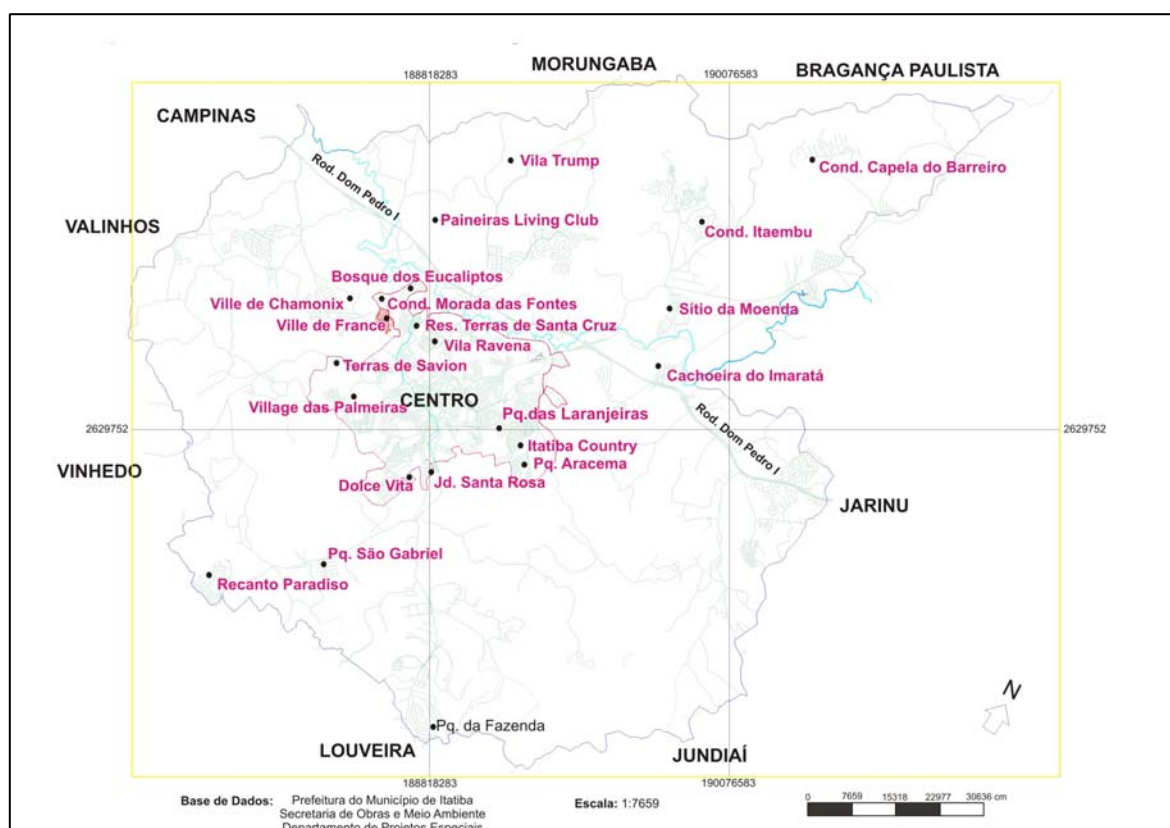 MORUNGABA
BRAGANÇA PAULISTA
188818283
190076583
CAMPINAS
Rod. Dom Pedro I
Vila Trump
Cond. Capela do Barreiro
VALINHOS
Paineiras Living Club
Cond. Itaembu
Bosque dos Eucaliptos
Ville de Chamonix
Cond. Morada das Fontes
Sítio da Moenda
Ville de France
Res. Terras de Santa Cruz
Vila Ravena
Terras de Savion
Cachoeira do Imaratá
Village das Palmeiras
CENTRO
Pq.das Laranjeiras
Rod. Dom Pedro I
2629752
2629752
Itatiba Country
VINHEDO
Pq. Aracema
Dolce Vita
Jd. Santa Rosa
JARINU
Pq. São Gabriel
Recanto Paradiso
N
Pq. da Fazenda
LOUVEIRA
JUNDIAÍ
188818283
190076583
Base de Dados: Prefeitura do Município de Itatiba
Secretaria de Obras e Meio Ambiente
Departamento de Projetos Especiais
Escala: 1:7659
0 7659 15318 22977 30636 cm